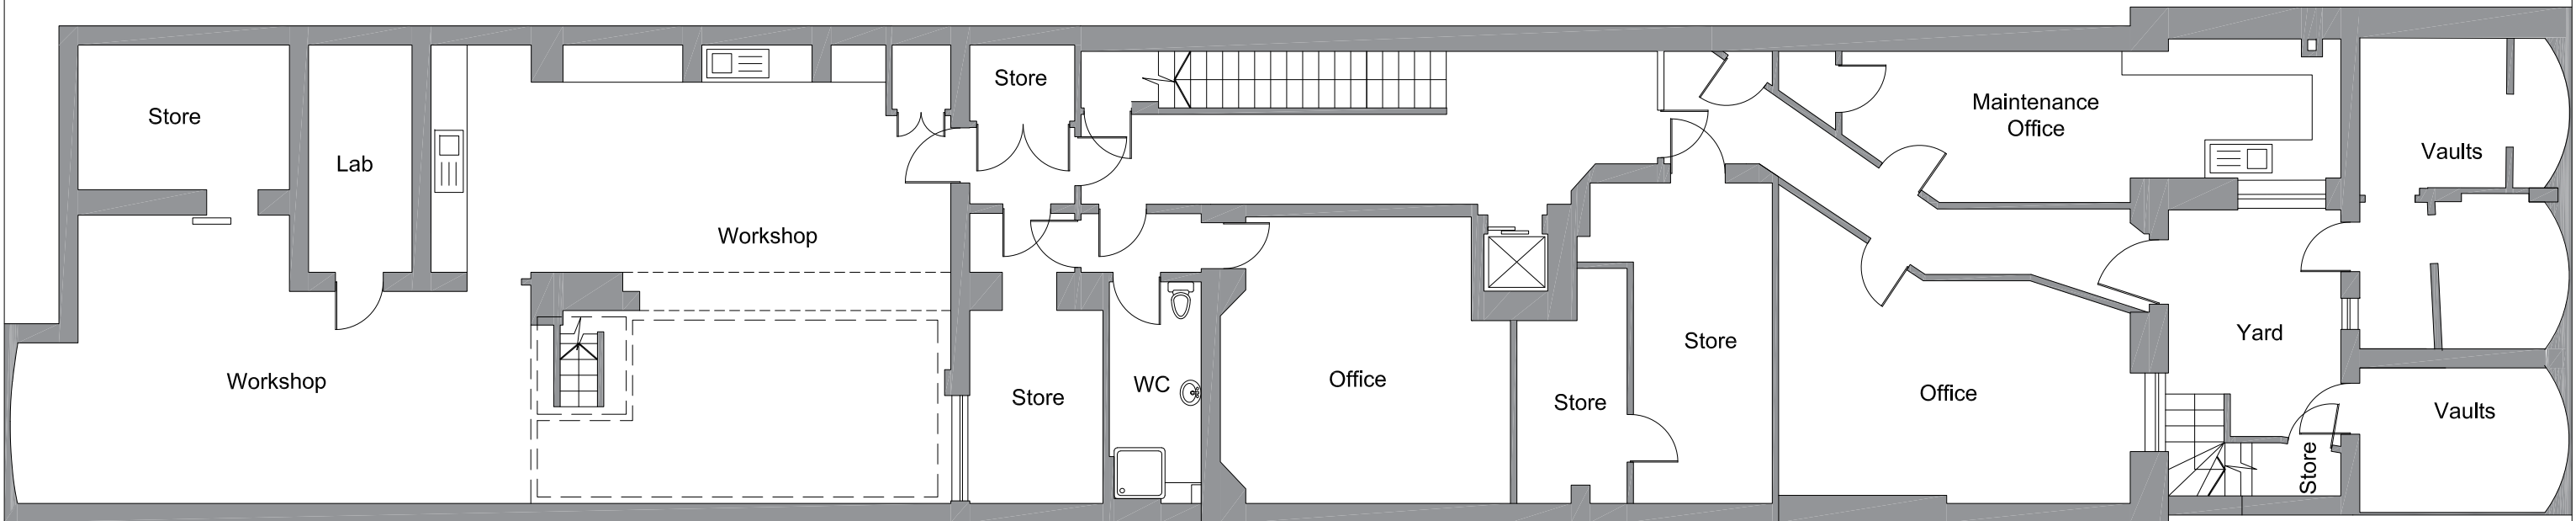 Store
Lab
Workshop
Workshop
Store
Store
WC
Office
Store
Store
Maintenance
Office
Office
Yard
Store
Vaults
Vaults